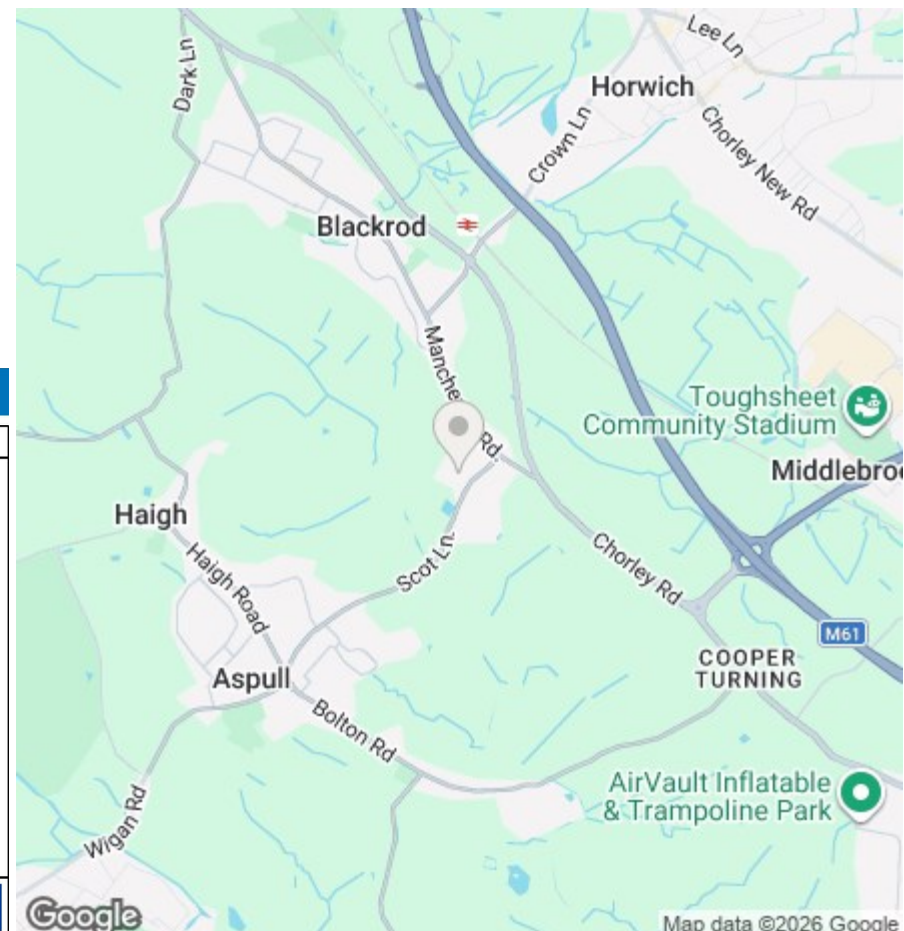 Lee Ln
Horwich
Dark Ln
Crown Ln
Chorley New Rd
Blackrod
Manche
Rd.
Toughsheet
Community Stadium
Middlebroo
Haigh
Haigh Road
Scot Ln.
Chorley Rd
M61
COOPER
TURNING
Aspull
Bolton Rd
AirVault Inflatable
& Trampoline Park
Wigan Rd
Google
Map data ©2026 Google